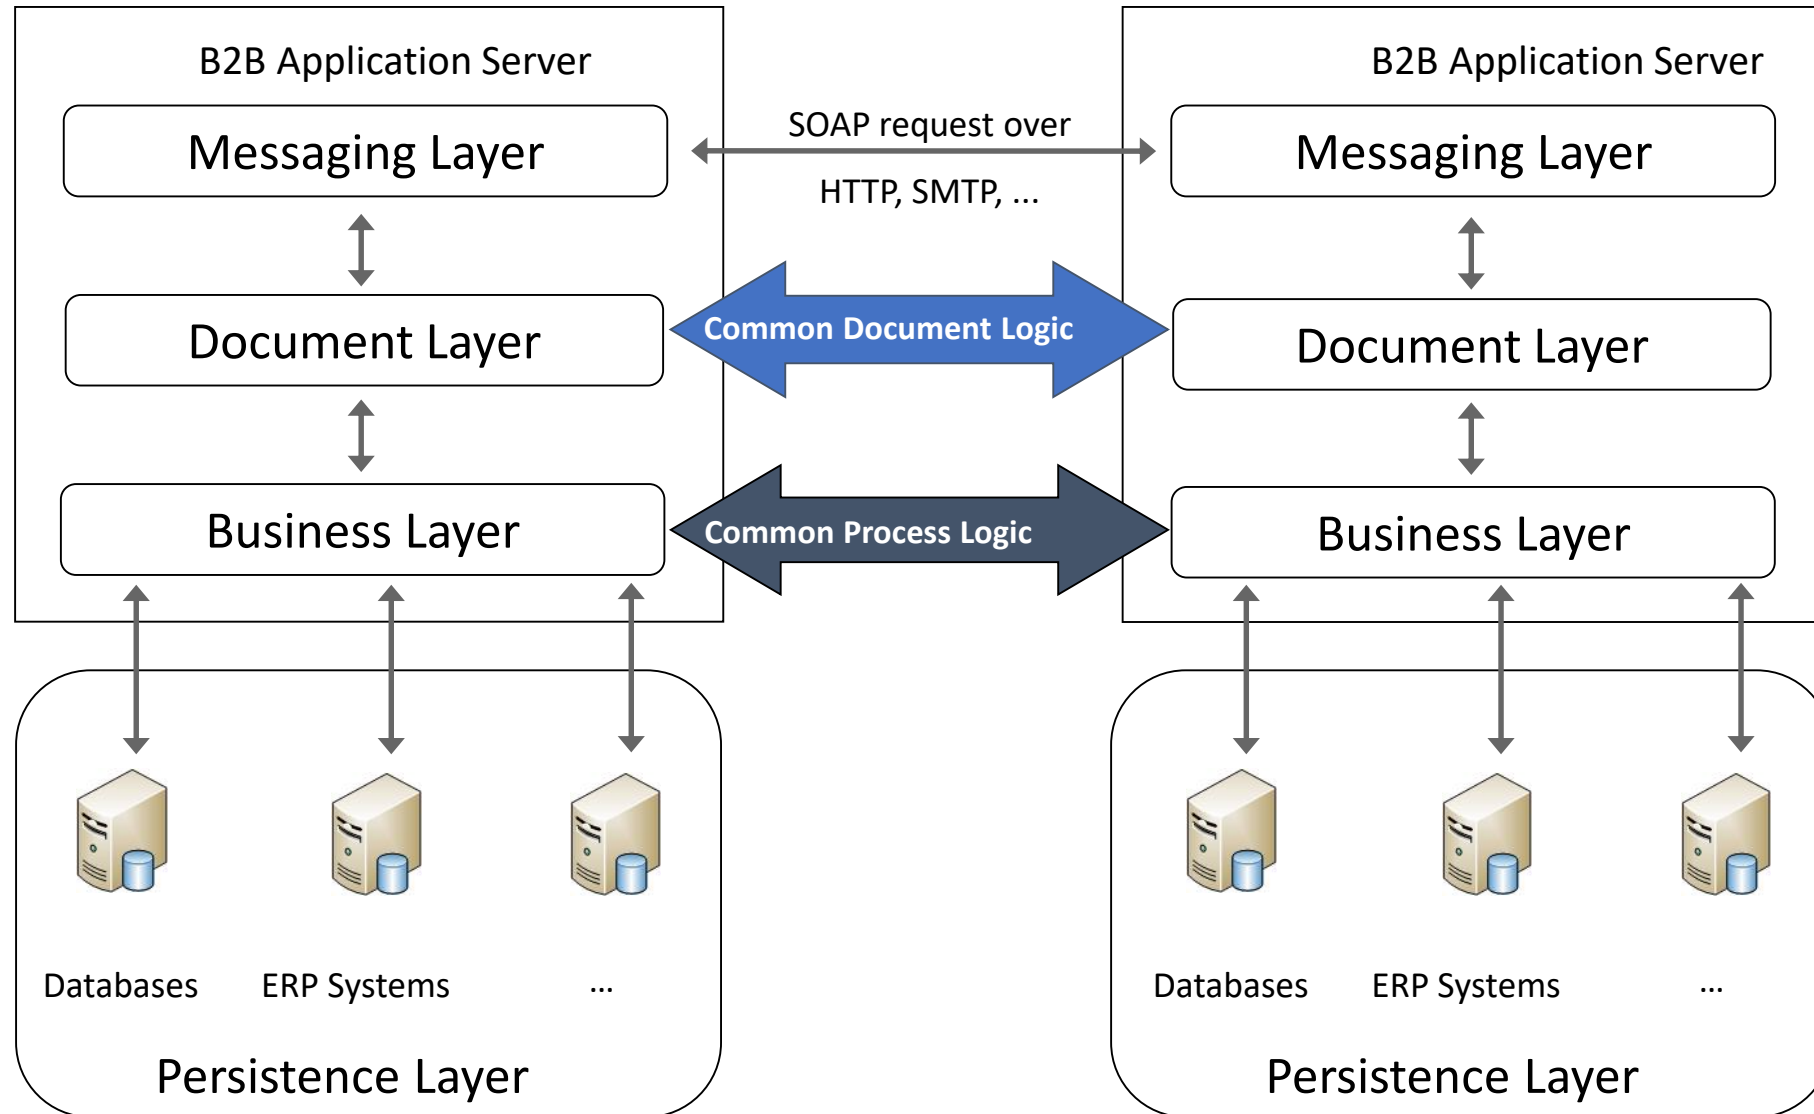 B2B Application Server
B2B Application Server
Messaging Layer
SOAP request over
HTTP, SMTP, ...
Messaging Layer
Document Layer
Common Document Logic
Document Layer
Business Layer
Common Process Logic
Business Layer
Databases
ERP Systems
...
Databases
ERP Systems
...
Persistence Layer
Persistence Layer